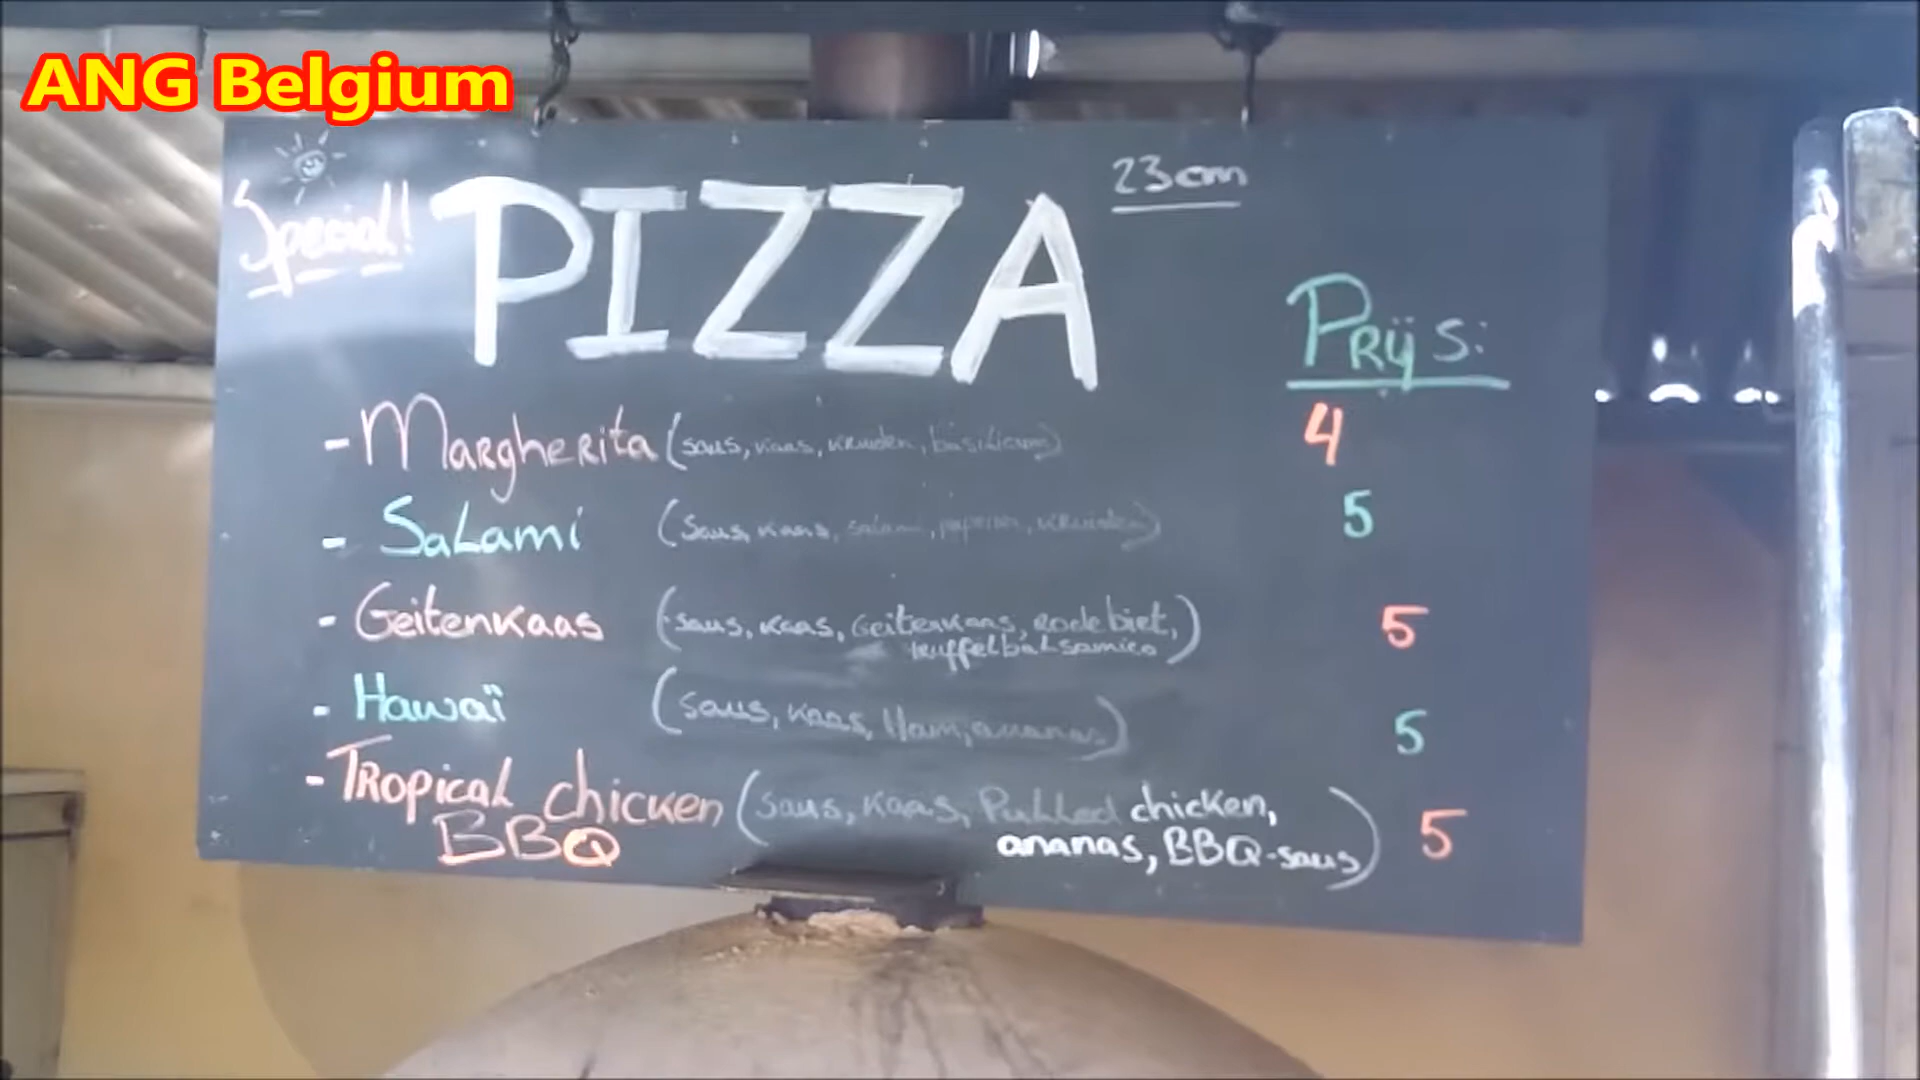 ANG Belgium
Special!
PIZZA
23cm
Prijs:
- Margherita (saus, kaas, kruiden, basilicum) 4
- Salami (saus, kaas, salami, peperoni, kruiden) 5
- Geitenkaas (saus, kaas, Geitenkaas, rode biet, 5
truffelbalsamico)
- Hawaï (saus, kaas, Ham, ananas) 5
- Tropical chicken (saus, kaas, Pulled chicken, 5
BBQ ananas, BBQ-saus)